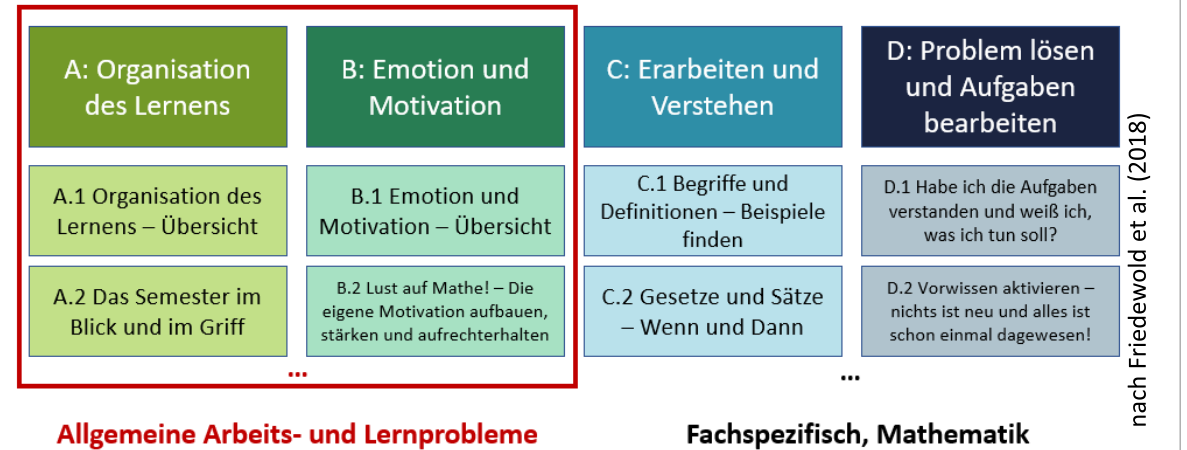 A: Organisation
des Lernens
B: Emotion und
Motivation
C: Erarbeiten und
Verstehen
D: Problem lösen
und Aufgaben
bearbeiten
A.1 Organisation des
Lernens – Übersicht
B.1 Emotion und
Motivation – Übersicht
C.1 Begriffe und
Definitionen – Beispiele
finden
D.1 Habe ich die Aufgaben
verstanden und weiß ich,
was ich tun soll?
A.2 Das Semester im
Blick und im Griff
B.2 Lust auf Mathe! – Die
eigene Motivation aufbauen,
stärken und aufrechterhalten
C.2 Gesetze und Sätze
– Wenn und Dann
D.2 Vorwissen aktivieren –
nichts ist neu und alles ist
schon einmal dagewesen!
...
...
Allgemeine Arbeits- und Lernprobleme
Fachspezifisch, Mathematik
nach Friedewold et al. (2018)